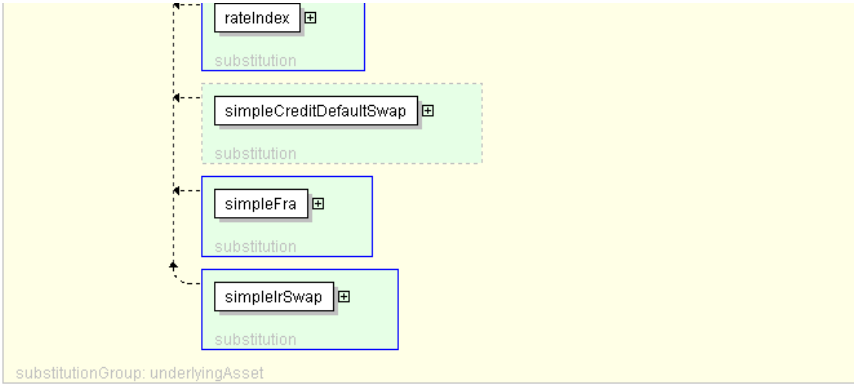 rateIndex
substitution
simpleCreditDefaultSwap
substitution
simpleFra
substitution
simpleIrSwap
substitution
substitutionGroup: underlyingAsset